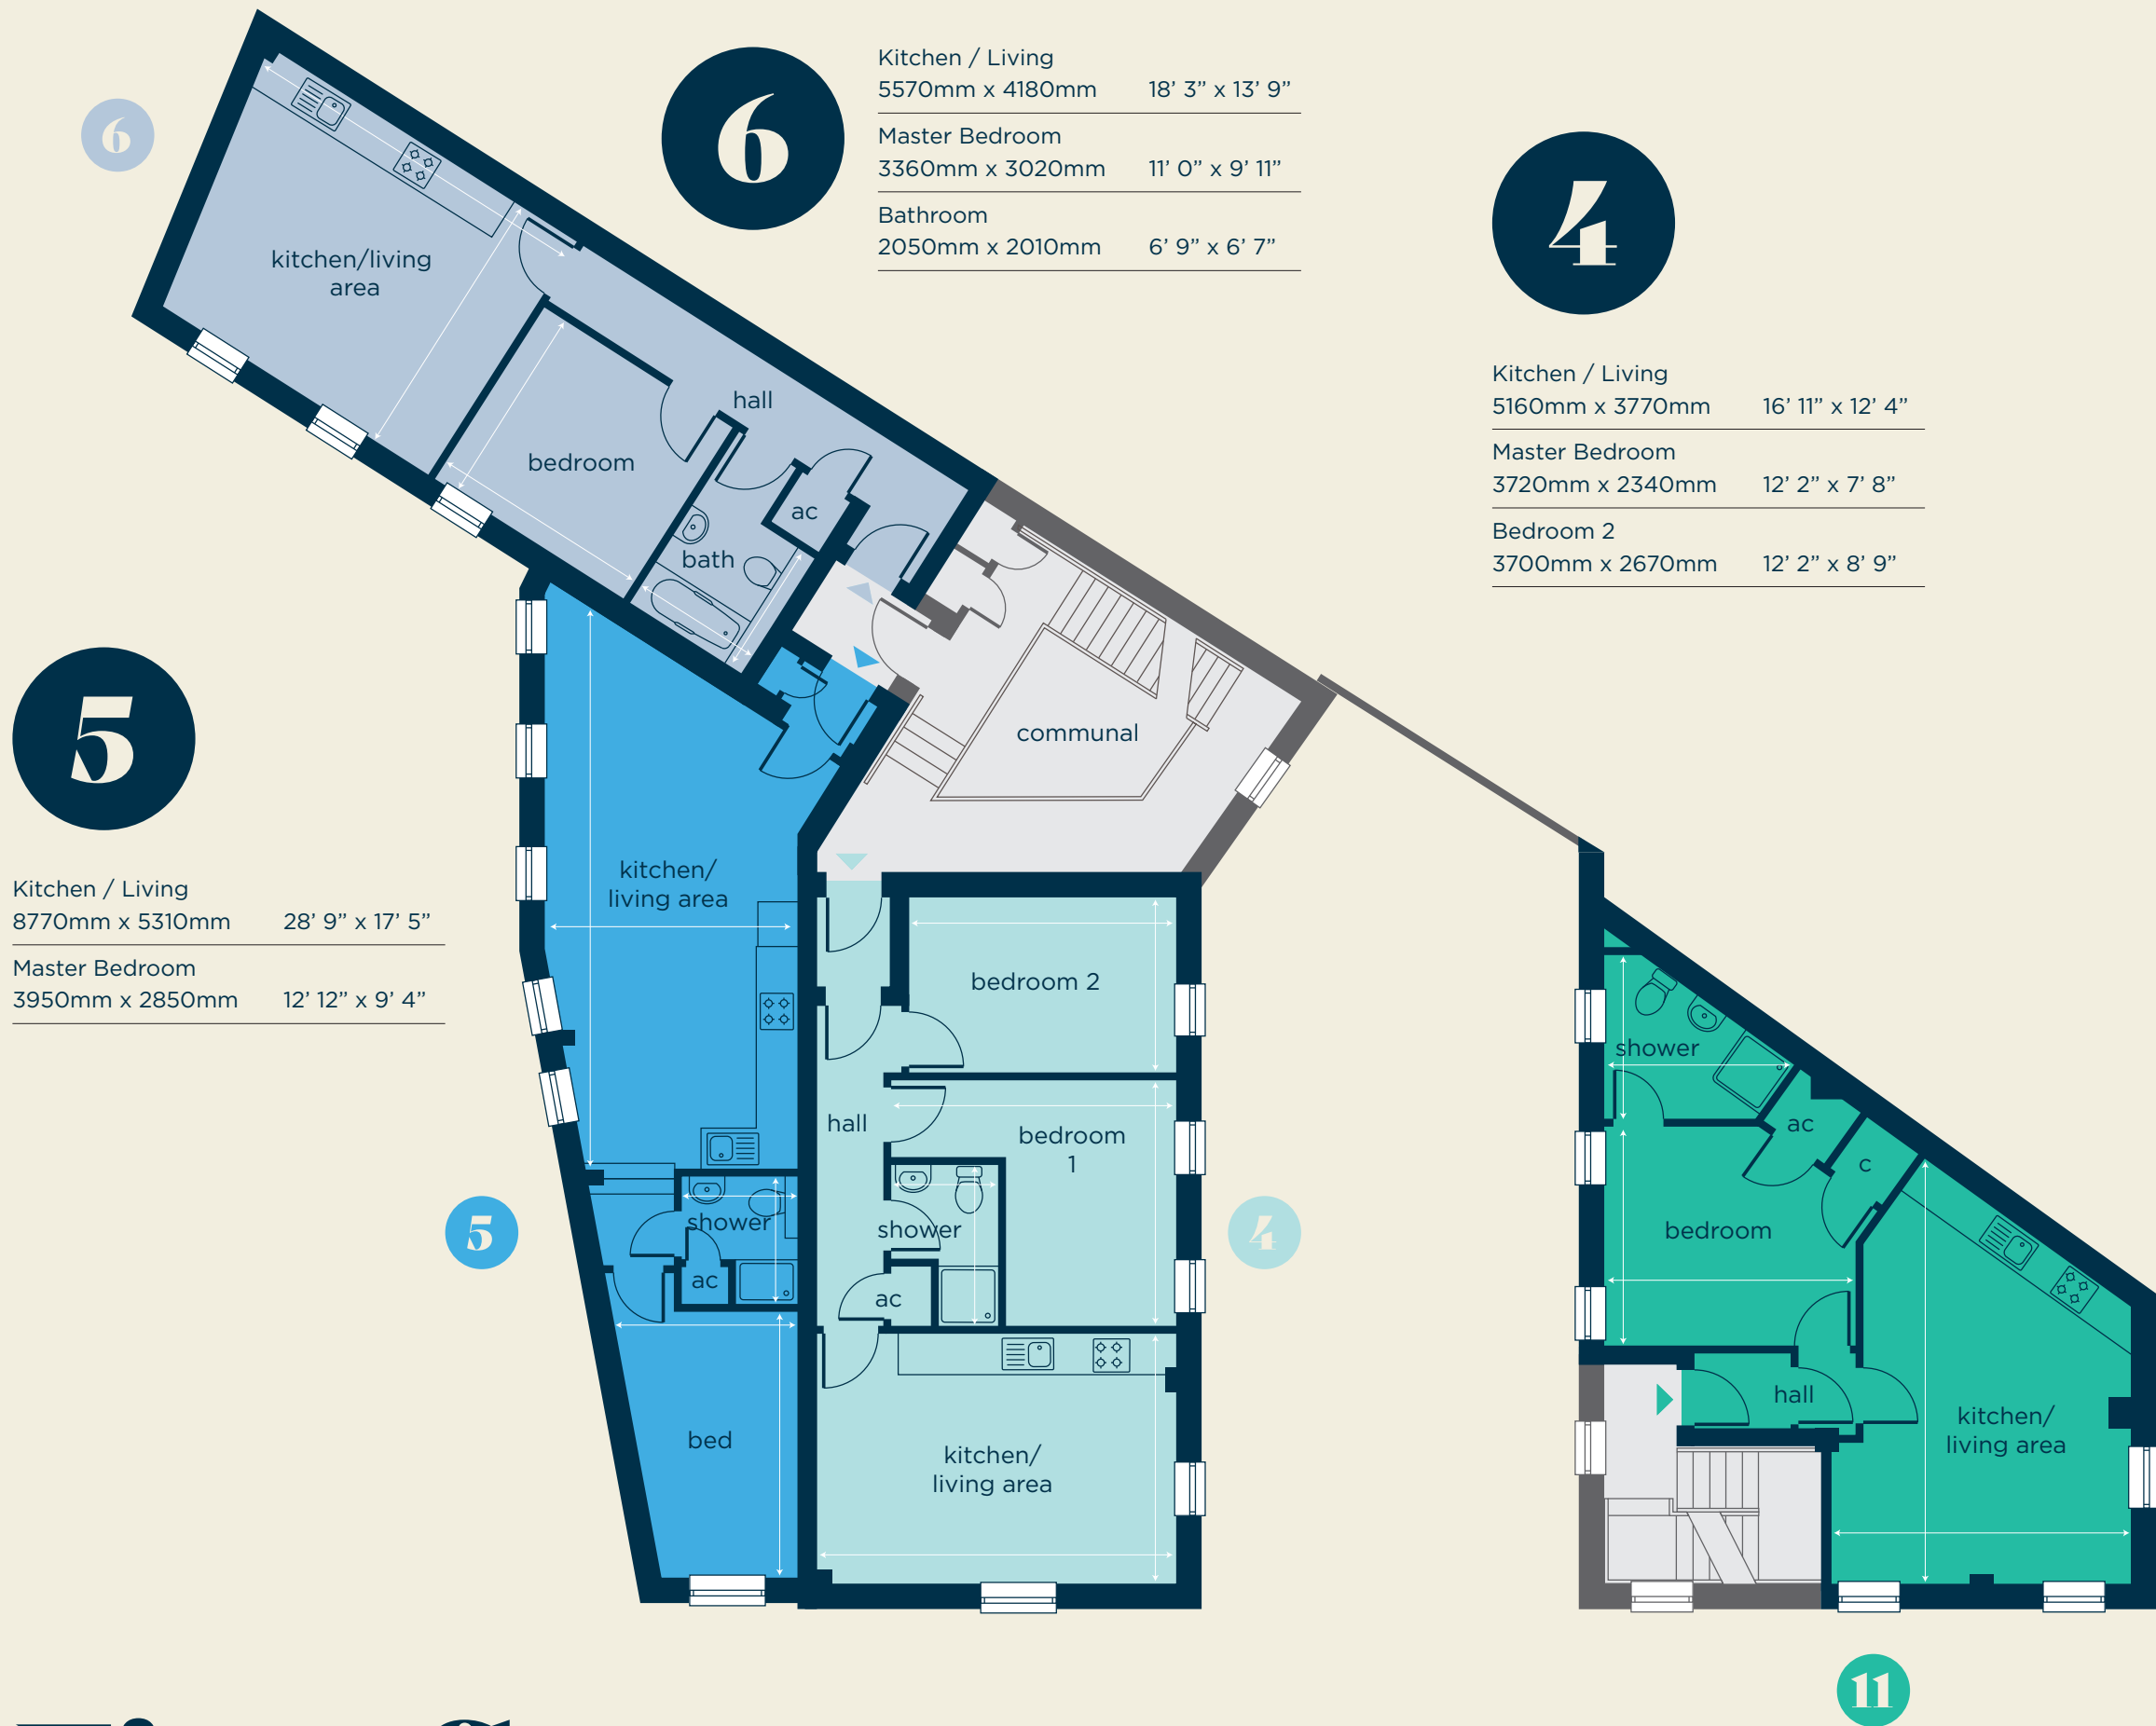 6
6
Kitchen / Living
5570mm x 4180mm 18’ 3” x 13’ 9”
Master Bedroom
3360mm x 3020mm 11’ 0” x 9’ 11”
Bathroom
2050mm x 2010mm 6’ 9” x 6’ 7”
4
Kitchen / Living
5160mm x 3770mm 16’ 11” x 12’ 4”
Master Bedroom
3720mm x 2340mm 12’ 2” x 7’ 8”
Bedroom 2
3700mm x 2670mm 12’ 2” x 8’ 9”
kitchen/living
area
hall
bedroom
ac
bath
communal
5
Kitchen / Living
8770mm x 5310mm 28’ 9” x 17’ 5”
Master Bedroom
3950mm x 2850mm 12’ 12” x 9’ 4”
kitchen/
living area
shower
ac
bed
5
bedroom 2
hall
bedroom
1
shower
ac
kitchen/
living area
4
shower
ac
c
bedroom
hall
kitchen/
living area
11